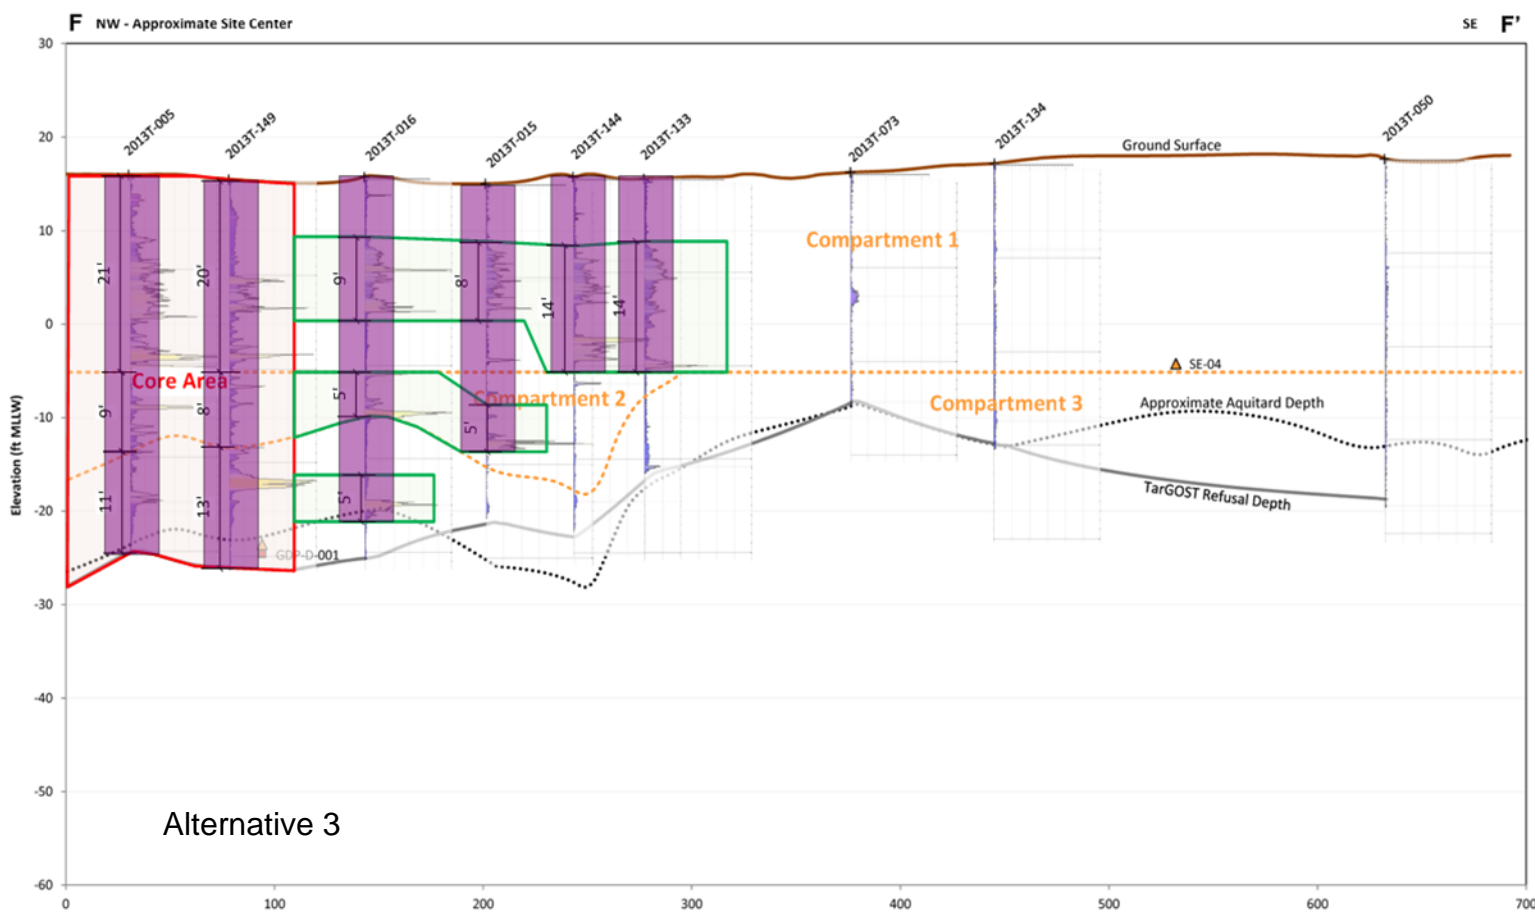 F NW - Approximate Site Center
SE F’
30
20
10
0
-10
-20
-30
-40
-50
-60
Elevation (ft MLLW)
2013T-005
2013T-149
2013T-016
2013T-015
2013T-144
2013T-133
2013T-073
2013T-134
2013T-050
Ground Surface
21'
20'
9'
8'
14'
14'
Compartment 1
SE-04
Core Area
Compartment 2
Compartment 3
Approximate Aquitard Depth
9'
8'
5'
5'
11'
13'
5'
TarGOST Refusal Depth
GDP-D-001
Alternative 3
0
100
200
300
400
500
600
700